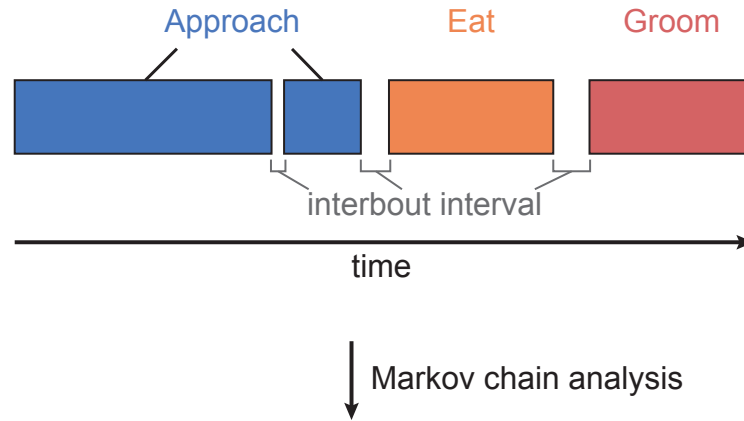 Approach Eat Groom
interbout interval
time
Markov chain analysis